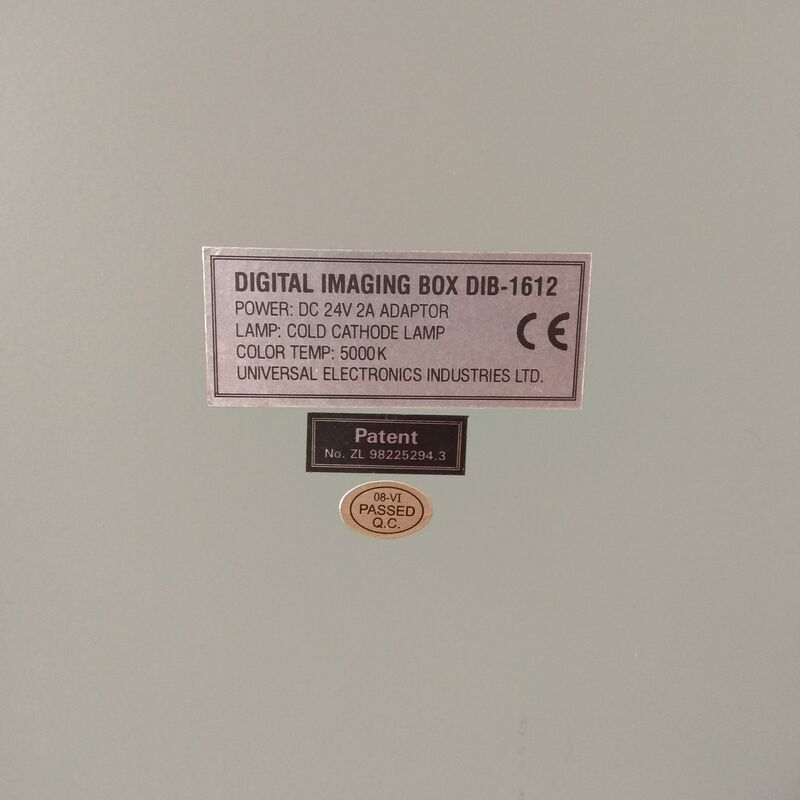 DIGITAL IMAGING BOX DIB-1612
POWER: DC 24V 2A ADAPTOR
LAMP: COLD CATHODE LAMP
COLOR TEMP: 5000K
UNIVERSAL ELECTRONICS INDUSTRIES LTD.
CE
Patent
No. ZL 98225294.3
08-VI
PASSED
Q.C.